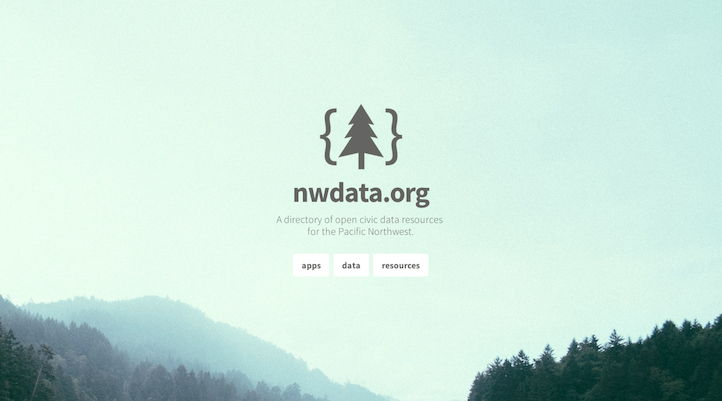 nwdata.org
A directory of open civic data resources
for the Pacific Northwest.
apps data resources